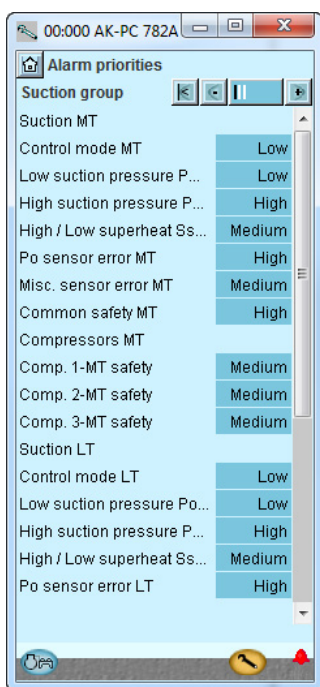 00:000 AK-PC 782A
Alarm priorities
Suction group
Suction MT
Control mode MT Low
Low suction pressure P... Low
High suction pressure P... High
High / Low superheat Ss... Medium
Po sensor error MT Medium
Misc. sensor error MT Medium
Common safety MT High
Compressors MT
Comp. 1-MT safety Medium
Comp. 2-MT safety Medium
Comp. 3-MT safety Medium
Suction LT
Control mode LT Low
Low suction pressure Po... Low
High suction pressure P... High
High / Low superheat Ss... Medium
Po sensor error LT High